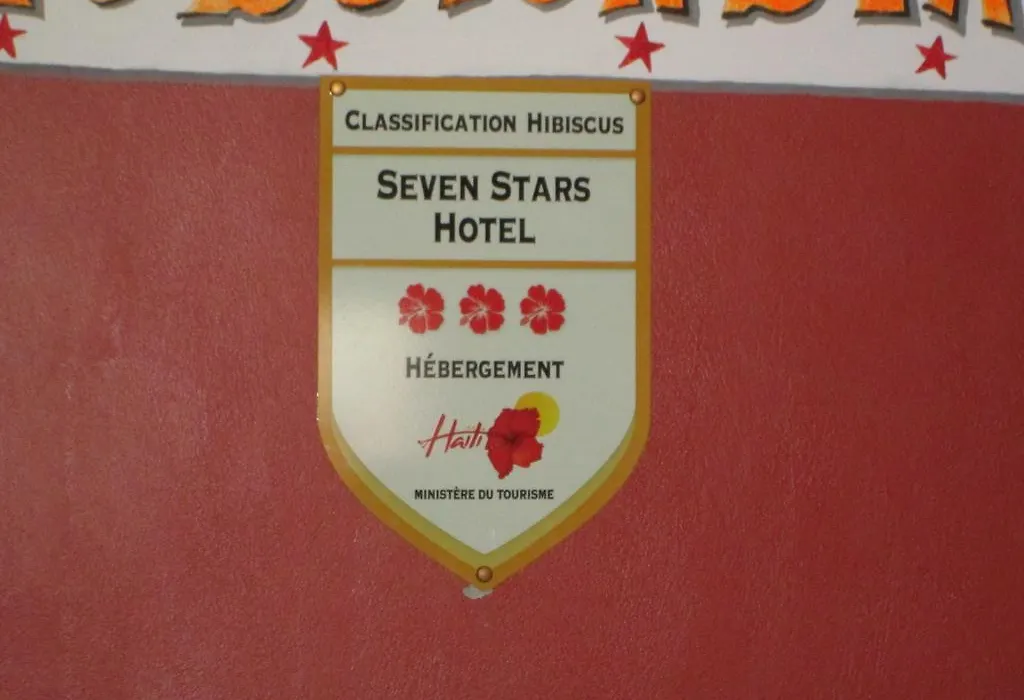 CLASSIFICATION HIBISCUS
SEVEN STARS
HOTEL
HÉBERGEMENT
Haïti
MINISTÈRE DU TOURISME